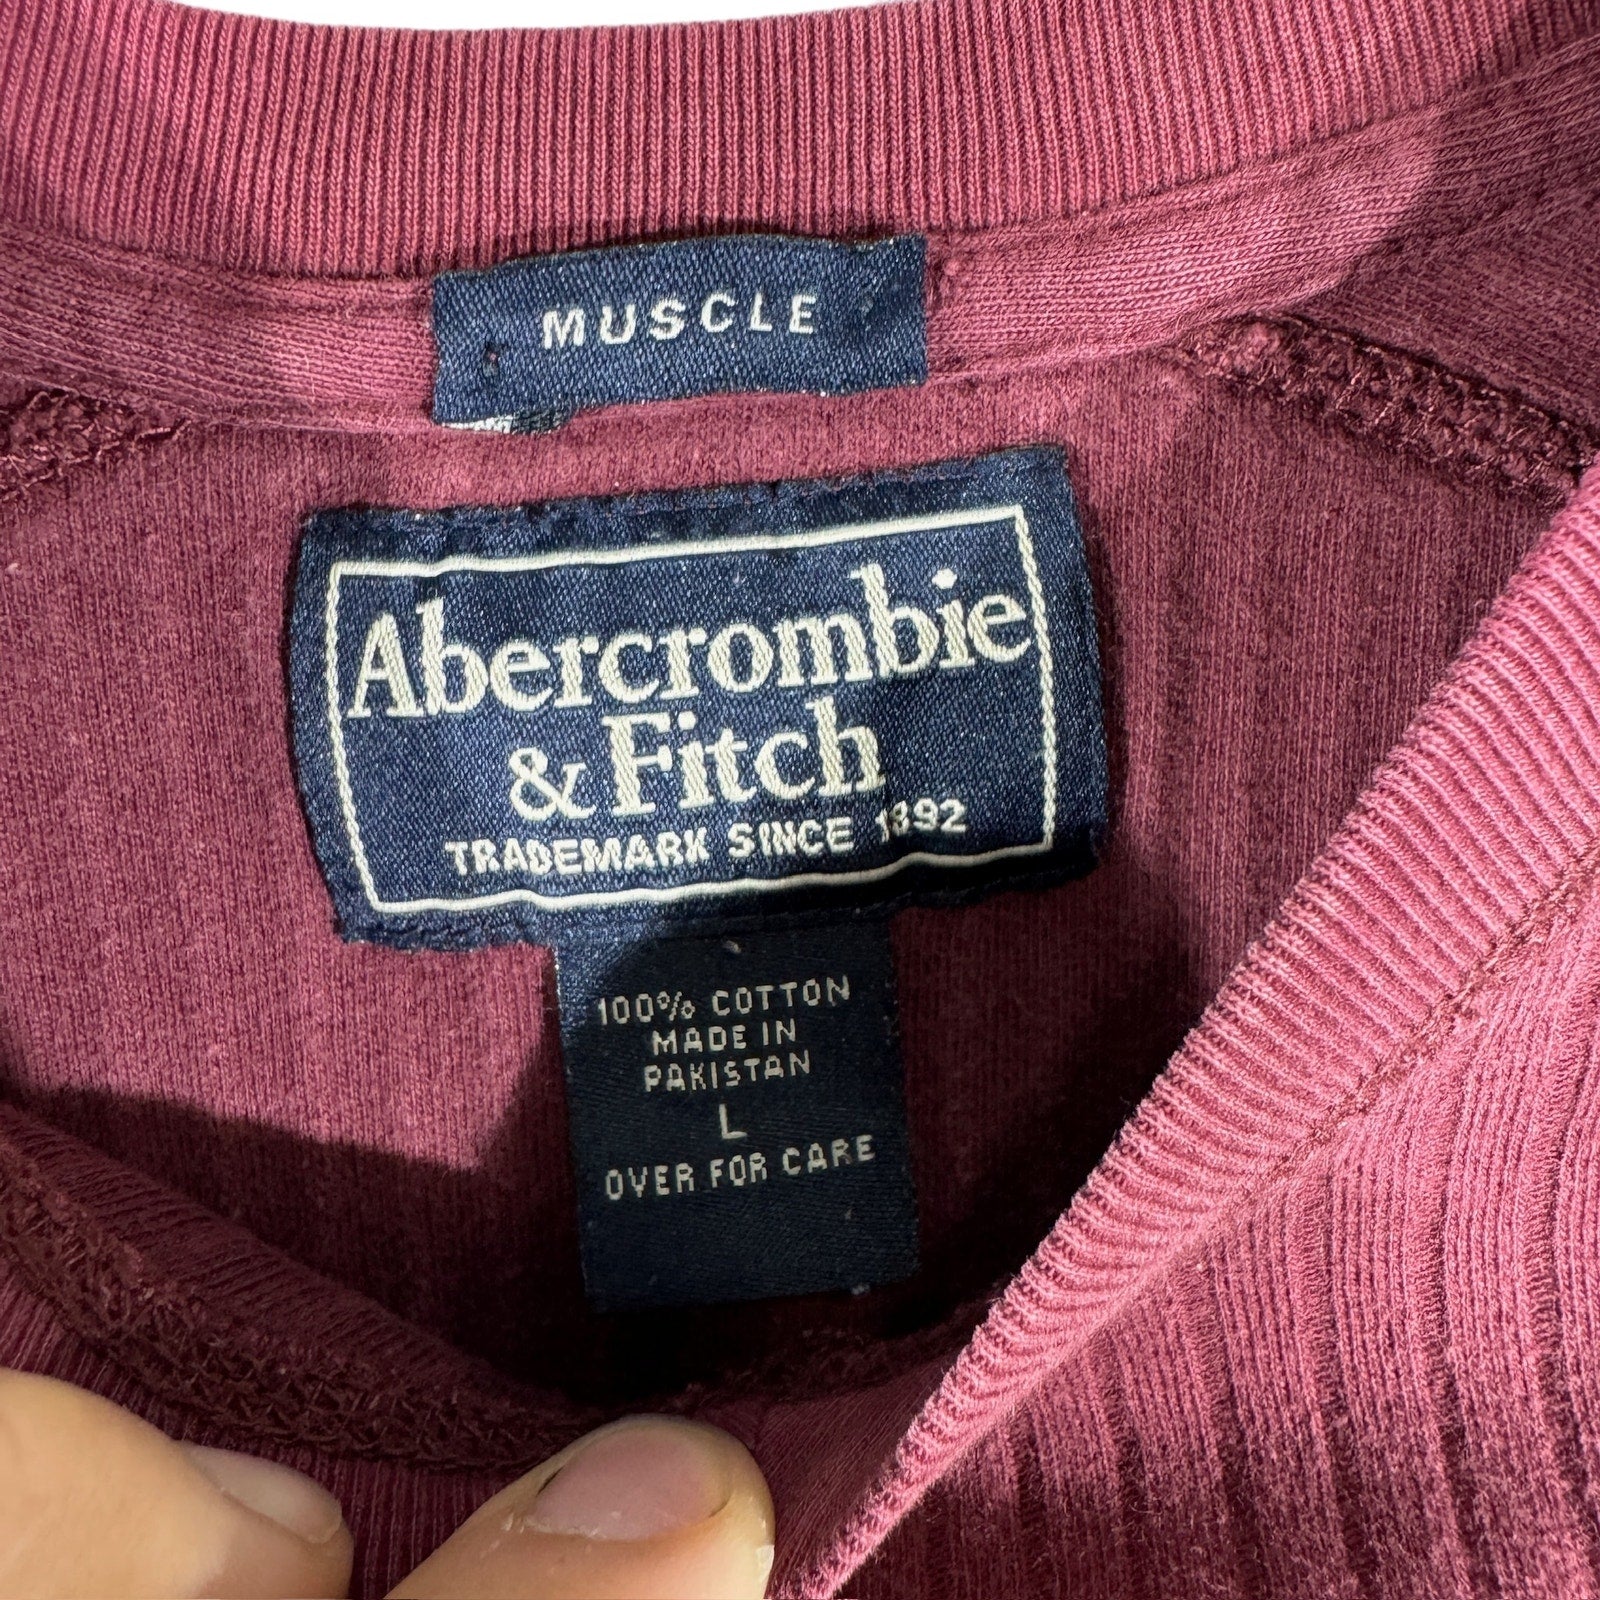 MUSCLE
Abercrombie
& Fitch
TRADEMARK SINCE 1892
100% COTTON
MADE IN
PAKISTAN
L
OVER FOR CARE